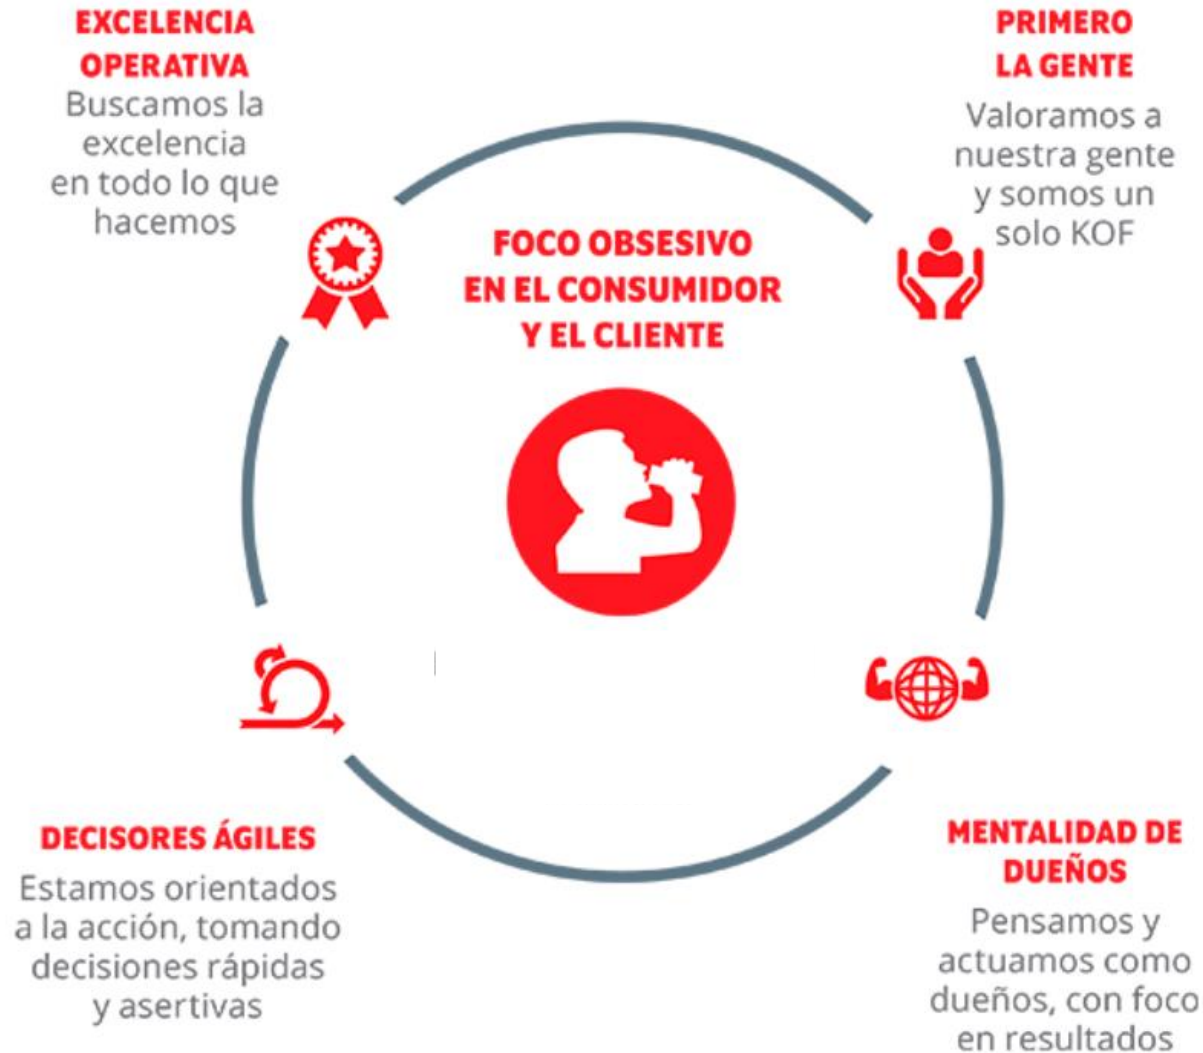 EXCELENCIA
OPERATIVA
Buscamos la
excelencia
en todo lo que
hacemos
PRIMERO
LA GENTE
Valoramos a
nuestra gente
y somos un
solo KOF
FOCO OBSESIVO
EN EL CONSUMIDOR
Y EL CLIENTE
DECISORES ÁGILES
Estamos orientados
a la acción, tomando
decisiones rápidas
y asertivas
MENTALIDAD DE
DUEÑOS
Pensamos y
actuamos como
dueños, con foco
en resultados